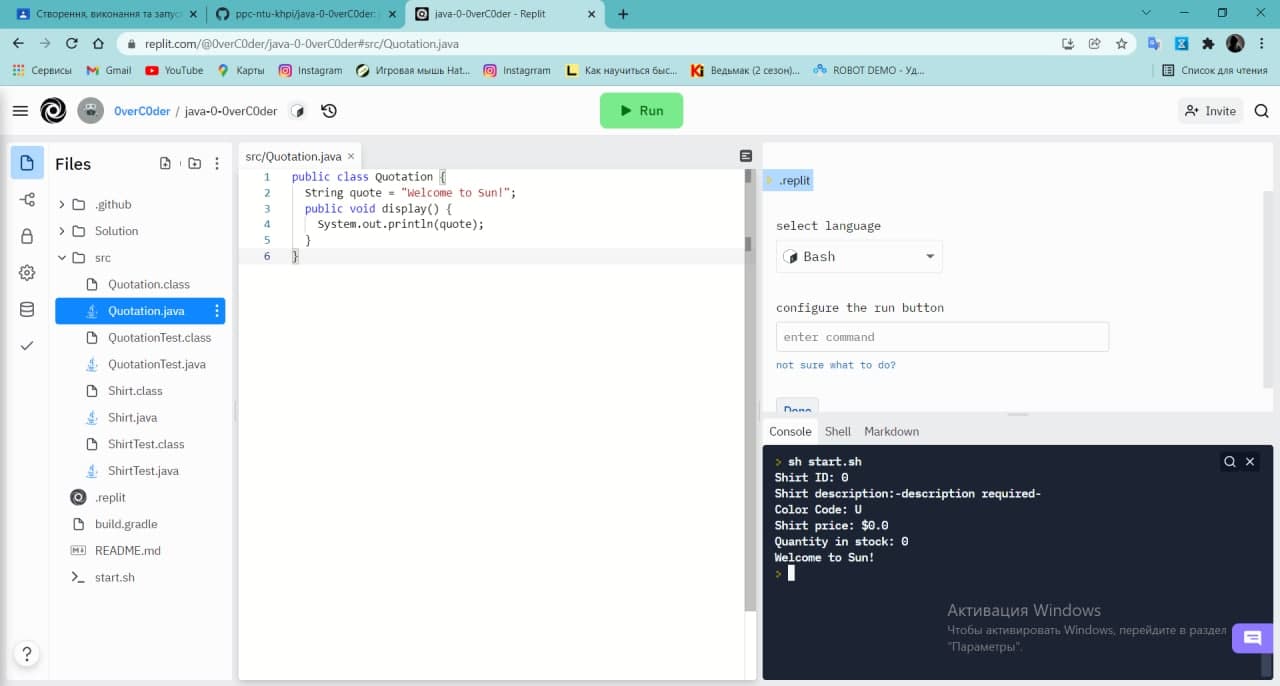 Створення, виконання та запус
ppc-ntu-khpi/java-0-0verC0der:
java-0-0verC0der - Replit
replit.com/@0verC0der/java-0-0verC0der#src/Quotation.java
Сервисы
Gmail
YouTube
Карты
Instagram
Игровая мышь Hat...
Instagrram
Как научиться быс...
Ведьмак (2 сезон)...
ROBOT DEMO - Уд...
Список для чтения
0verC0der / java-0-0verC0der
Run
Invite
Files
.github
Solution
src
Quotation.class
Quotation.java
QuotationTest.class
QuotationTest.java
Shirt.class
Shirt.java
ShirtTest.class
ShirtTest.java
.replit
build.gradle
README.md
start.sh
src/Quotation.java
1 public class Quotation {
2 String quote = "Welcome to Sun!";
3 public void display() {
4 System.out.println(quote);
5 }
6 }
.replit
select language
Bash
configure the run button
enter command
not sure what to do?
Done
Console
Shell
Markdown
> sh start.sh
Shirt ID: 0
Shirt description:-description required-
Color Code: U
Shirt price: $0.0
Quantity in stock: 0
Welcome to Sun!
>
Активация Windows
Чтобы активировать Windows, перейдите в раздел
"Параметры".